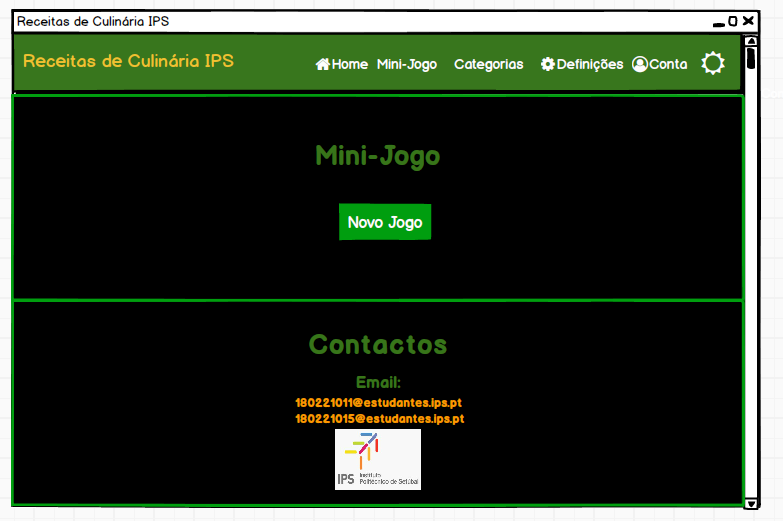 Receitas de Culinária IPS
Receitas de Culinária IPS Home Mini-Jogo Categorias Definições Conta
Mini-Jogo
Novo Jogo
Contactos
Email:
180221011@estudantes.ips.pt
180221015@estudantes.ips.pt
IPS Instituto
Politécnico de Setúbal